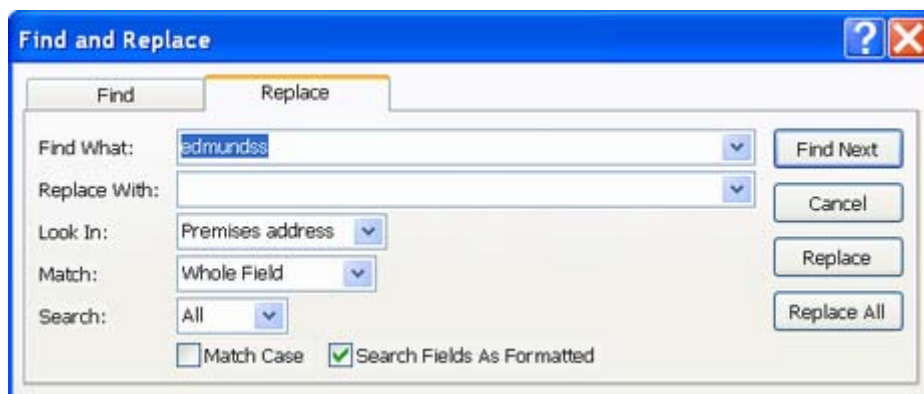 Find and Replace
Find Replace
Find What: edmundss Find Next
Replace With: Cancel
Look In: Premises address
Match: Whole Field Replace
Search: All Replace All
Match Case Search Fields As Formatted